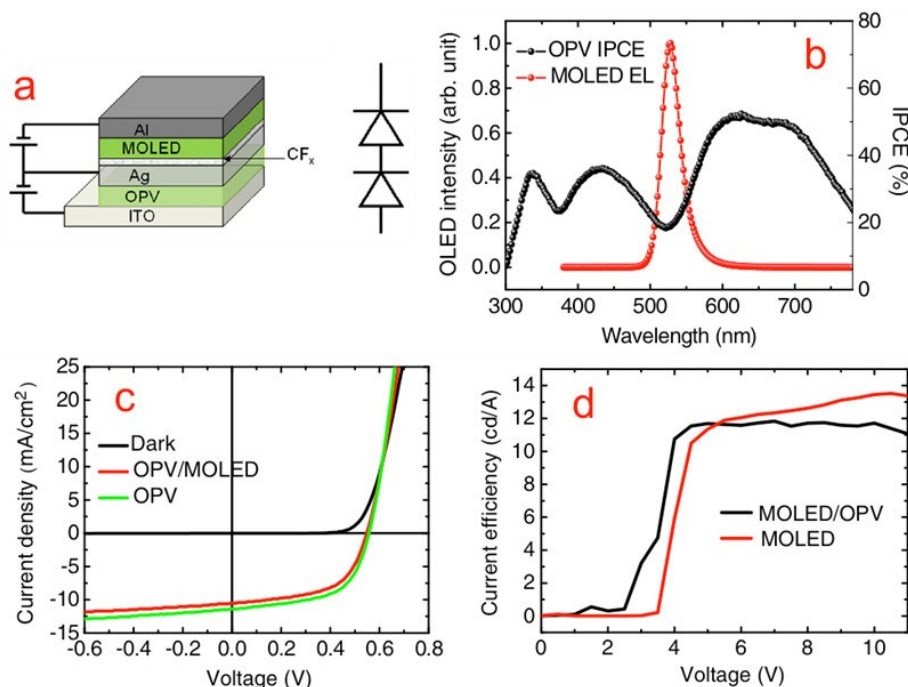 a
Al
MOLED
CFx
Ag
OPV
ITO
b
OPV IPCE
MOLED EL
OLED intensity (arb. unit)
1.0
0.8
0.6
0.4
0.2
0.0
80
70
60
50
40
30
20
10
0
IPCE (%)
300 400 500 600 700
Wavelength (nm)
c
Dark
OPV/MOLED
OPV
Current density (mA/cm²)
25
20
15
10
5
0
-5
-10
-15
-0.6 -0.4 -0.2 0.0 0.2 0.4 0.6 0.8
Voltage (V)
d
MOLED/OPV
MOLED
Current efficiency (cd/A)
14
12
10
8
6
4
2
0
0 2 4 6 8 10
Voltage (V)